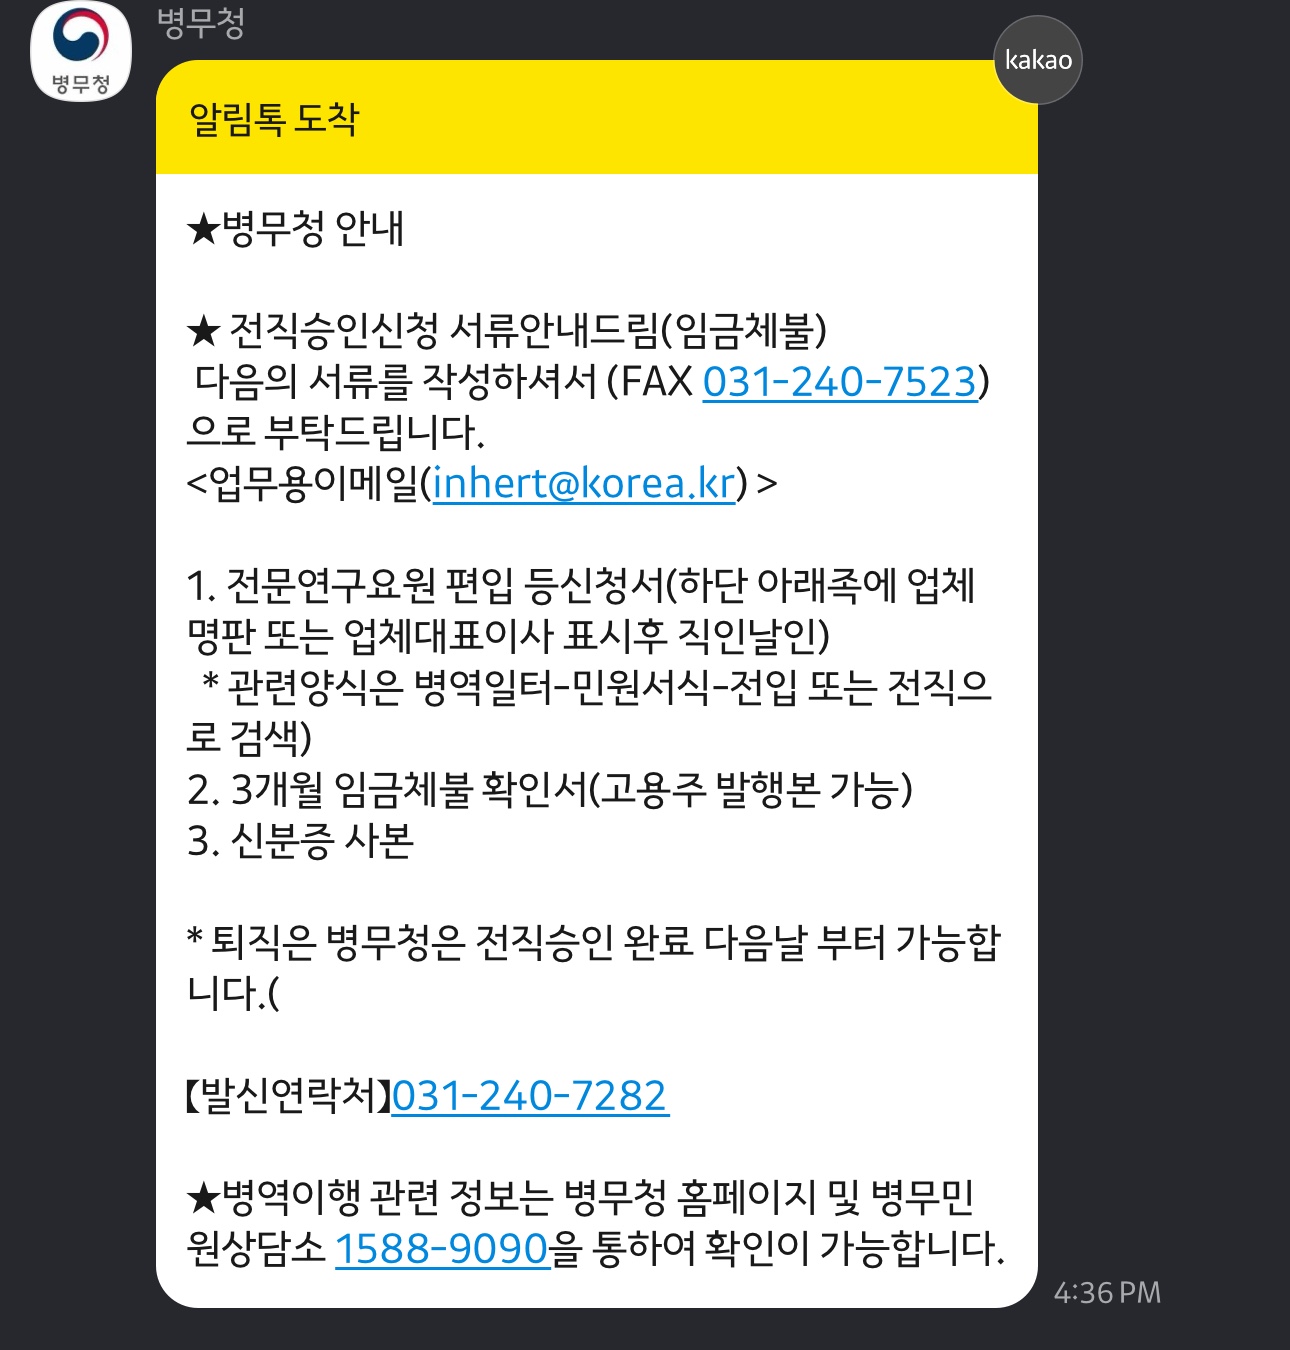 병무청
병무청
kakao
알림톡 도착
★병무청 안내
★ 전직승인신청 서류안내드림(임금체불)
다음의 서류를 작성하셔서 (FAX 031-240-7523)
으로 부탁드립니다.
<업무용이메일(inhert@korea.kr) >
1. 전문연구요원 편입 등신청서(하단 아래족에 업체
명판 또는 업체대표이사 표시후 직인날인)
* 관련양식은 병역일터-민원서식-전입 또는 전직으
로 검색)
2. 3개월 임금체불 확인서(고용주 발행본 가능)
3. 신분증 사본
* 퇴직은 병무청은 전직승인 완료 다음날 부터 가능합
니다.(
【발신연락처】031-240-7282
★병역이행 관련 정보는 병무청 홈페이지 및 병무민
원상담소 1588-9090을 통하여 확인이 가능합니다.
4:36 PM